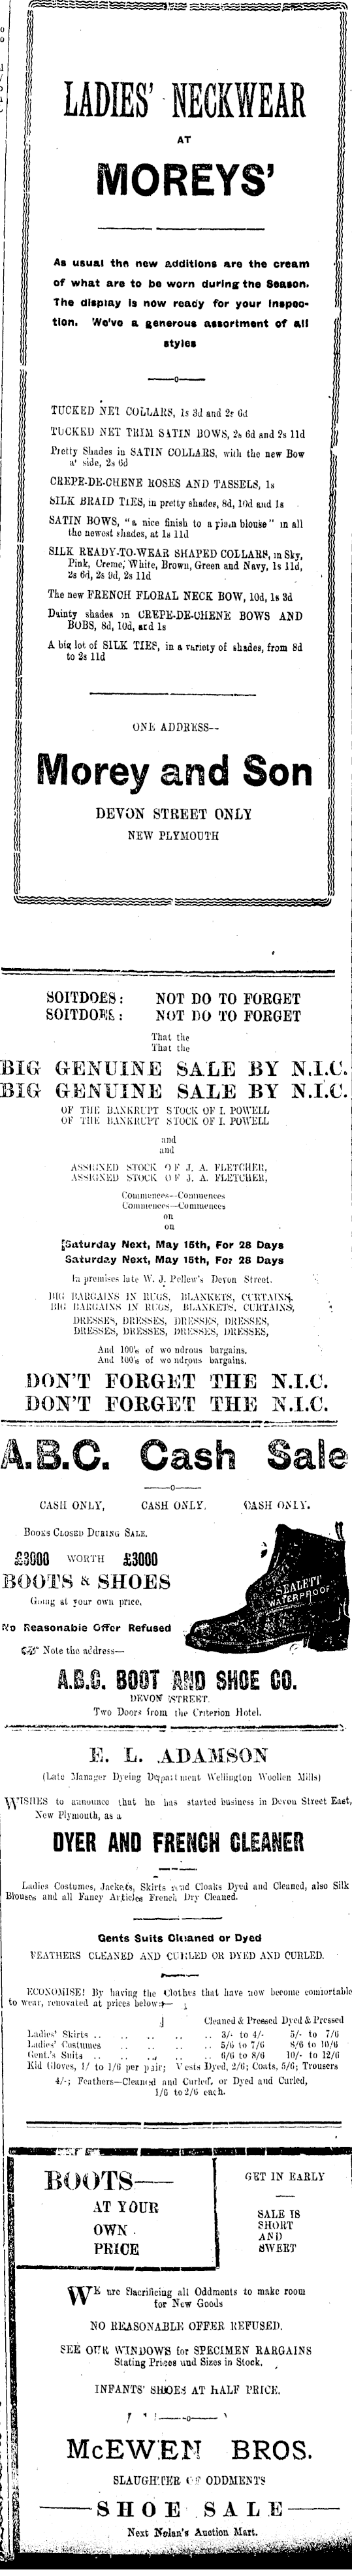 LADIES' NECKWEAR
AT
MOREYS'
As usual the new additions are the cream
of what are to be worn during the Season.
The display is now ready for your inspec-
tion. We've a generous assortment of all
styles
TUCKED NET COLLARS, 1s 3d and 2s 6d
TUCKED NET TRIM SATIN BOWS, 2s 6d and 2s 11d
Pretty Shades in SATIN COLLARS, with the new Bow
a' side, 2s 6d
CREPE-DE-CHENE ROSES AND TASSELS, 1s
SILK BRAID TIES, in pretty shades, 8d, 10d and 1s
SATIN BOWS, "a nice finish to a plain blouse" in all
the newest shades, at 1s 11d
SILK READY-TO-WEAR SHAPED COLLARS, in Sky,
Pink, Creme, White, Brown, Green and Navy, 1s 11d,
2s 6d, 2s 9d, 2s 11d
The new FRENCH FLORAL NECK BOW, 10d, 1s 3d
Dainty shades in CREPE-DE-CHENE BOWS AND
BOBS, 8d, 10d, and 1s
A big lot of SILK TIES, in a variety of shades, from 8d
to 2s 11d
ONE ADDRESS--
Morey and Son
DEVON STREET ONLY
NEW PLYMOUTH
SOITDOES: NOT DO TO FORGET
SOITDOES: NOT DO TO FORGET
That the
That the
BIG GENUINE SALE BY N.I.C.
BIG GENUINE SALE BY N.I.C.
OF THE BANKRUPT STOCK OF I. POWELL
OF THE BANKRUPT STOCK OF I. POWELL
and
and
ASSIGNED STOCK OF J. A. FLETCHER,
ASSIGNED STOCK OF J. A. FLETCHER,
Commences--Commences
Commences--Commences
on
on
Saturday Next, May 15th, For 28 Days
Saturday Next, May 15th, For 28 Days
In premises late W. J. Pellew's Devon Street.
BIG BARGAINS IN RUGS, BLANKETS, CURTAINS,
BIG BARGAINS IN RUGS, BLANKETS, CURTAINS,
DRESSES, DRESSES, DRESSES, DRESSES,
DRESSES, DRESSES, DRESSES, DRESSES,
And 100's of wondrous bargains.
And 100's of wondrous bargains.
DON'T FORGET THE N.I.C.
DON'T FORGET THE N.I.C.
A.B.C. Cash Sale
CASH ONLY, CASH ONLY, CASH ONLY.
BOOKS CLOSED DURING SALE.
£3000 WORTH £3000
BOOTS & SHOES
Going at your own price,
No Reasonable Offer Refused
Note the address—
SEALETT
WATERPROOF
A.B.C. BOOT AND SHOE CO.
DEVON STREET.
Two Doors from the Criterion Hotel.
E. L. ADAMSON
(Late Manager Dyeing Department Wellington Woollen Mills)
WISHES to announce that he has started business in Devon Street East,
New Plymouth, as a
DYER AND FRENCH CLEANER
Ladies Costumes, Jackets, Skirts and Cloaks Dyed and Cleaned, also Silk
Blouses and all Fancy Articles French Dry Cleaned.
Gents Suits Cleaned or Dyed
FEATHERS CLEANED AND CURLED OR DYED AND CURLED.
ECONOMISE! By having the Clothes that have now become comfortable
to wear, renovated at prices below:—
Cleaned & Pressed Dyed & Pressed
Ladies' Skirts .. .. .. .. .. 3/- to 4/- 5/- to 7/6
Ladies' Costumes .. .. .. .. 5/6 to 7/6 8/6 to 10/6
Gent.'s Suits .. .. .. .. .. 6/6 to 8/6 10/- to 12/6
Kid Gloves, 1/ to 1/6 per pair; Vests Dyed, 2/6; Coats, 5/6; Trousers
4/-; Feathers—Cleaned and Curled, or Dyed and Curled,
1/6 to 2/6 each.
BOOTS—
AT YOUR
OWN
PRICE
GET IN EARLY
SALE IS
SHORT
AND
SWEET
WE are Sacrificing all Oddments to make room
for New Goods
NO REASONABLE OFFER REFUSED.
SEE OUR WINDOWS for SPECIMEN BARGAINS
Stating Prices and Sizes in Stock.
INFANTS' SHOES AT HALF PRICE.
McEWEN BROS.
SLAUGHTER OF ODDMENTS
SHOE SALE
Next Nolan's Auction Mart.